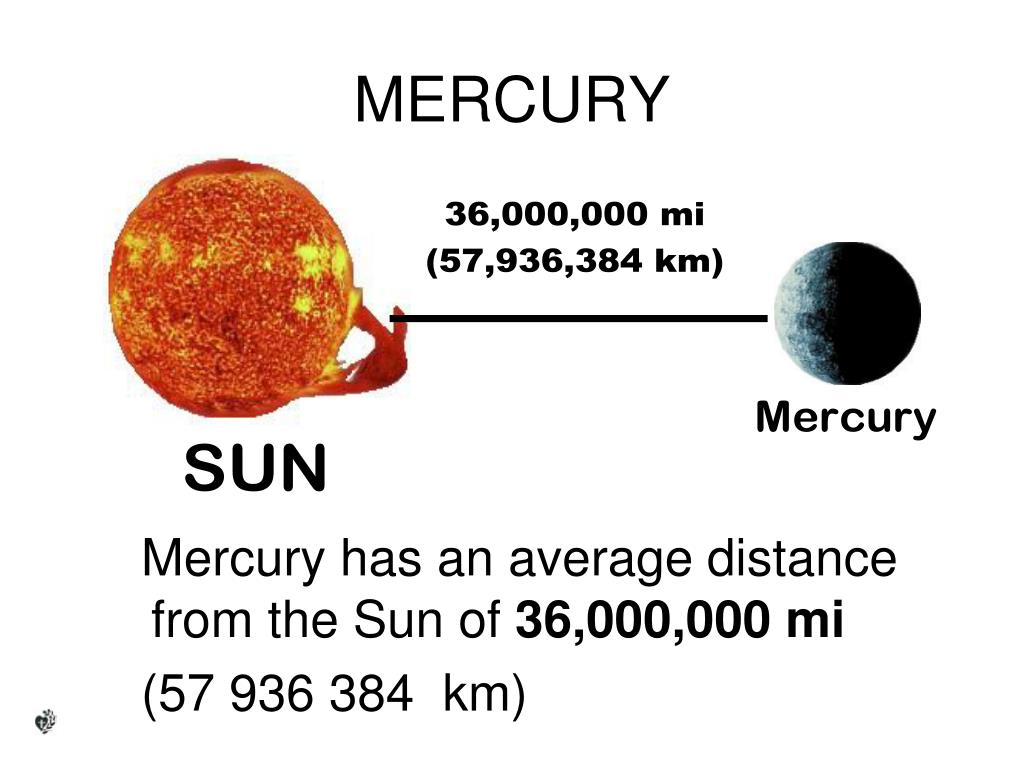 MERCURY
36,000,000 mi
(57,936,384 km)
Mercury
SUN
Mercury has an average distance
from the Sun of 36,000,000 mi
(57 936 384  km)